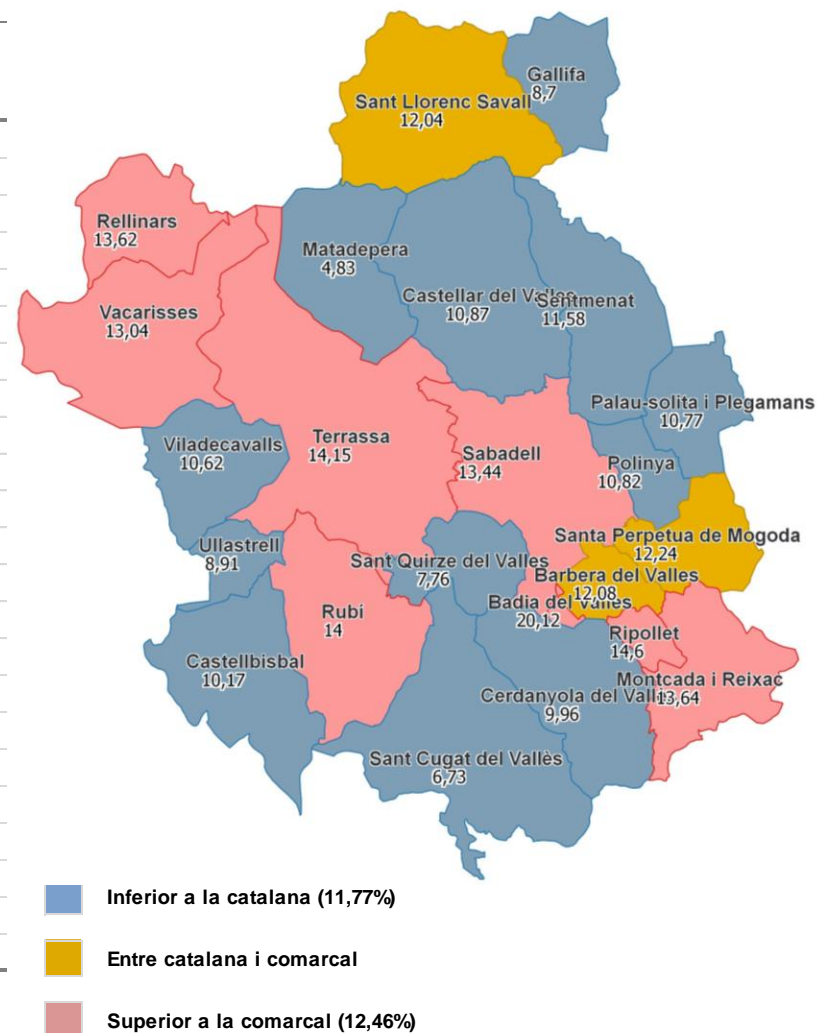 Gallifa
8,7
Sant Llorenc Savall
12,04
Rellinars
13,62
Matadepera
4,83
Vacarisses
13,04
Castellar del Valles
10,87
Sentmenat
11,58
Palau-solita i Plegamans
10,77
Viladecavalls
10,62
Terrassa
14,15
Sabadell
13,44
Polinya
10,82
Santa Perpetua de Mogoda
12,24
Ullastrell
8,91
Sant Quirze del Valles
7,76
Barbera del Valles
12,08
Badia del Valles
20,12
Rubí
14
Ripollet
14,6
Castellbisbal
10,17
Montcada i Reixac
13,64
Cerdanyola del Valles
9,96
Sant Cugat del Vallès
6,73
Inferior a la catalana (11,77%)
Entre catalana i comarcal
Superior a la comarcal (12,46%)